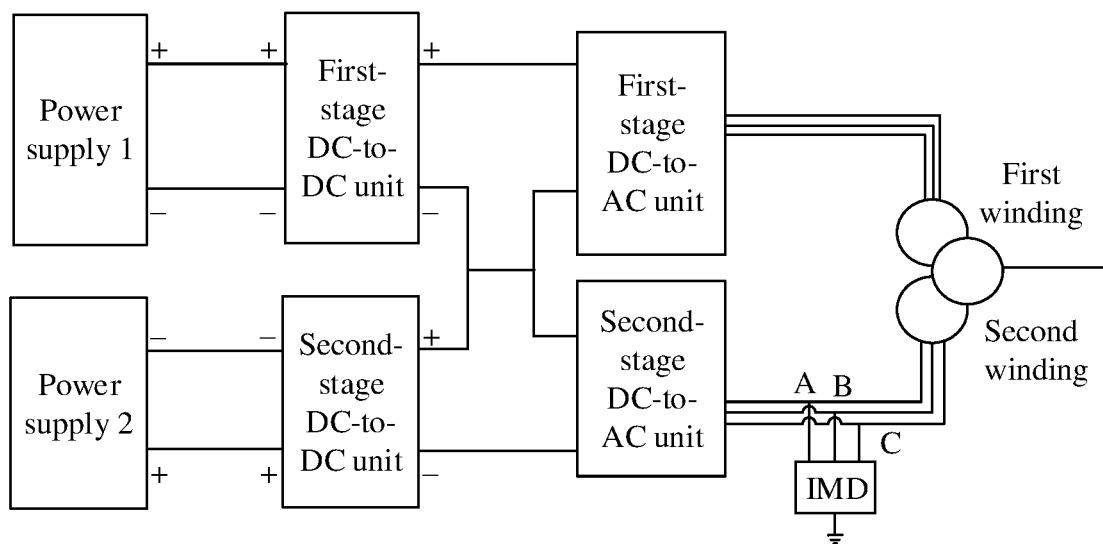 Power
supply 1
+
−
+
−
First-
stage
DC-to-
DC unit
+
−
First-
stage
DC-to-
AC unit
First
winding
Power
supply 2
−
+
−
+
Second-
stage
DC-to-
DC unit
+
−
Second-
stage
DC-to-
AC unit
Second
winding
A
B
C
IMD